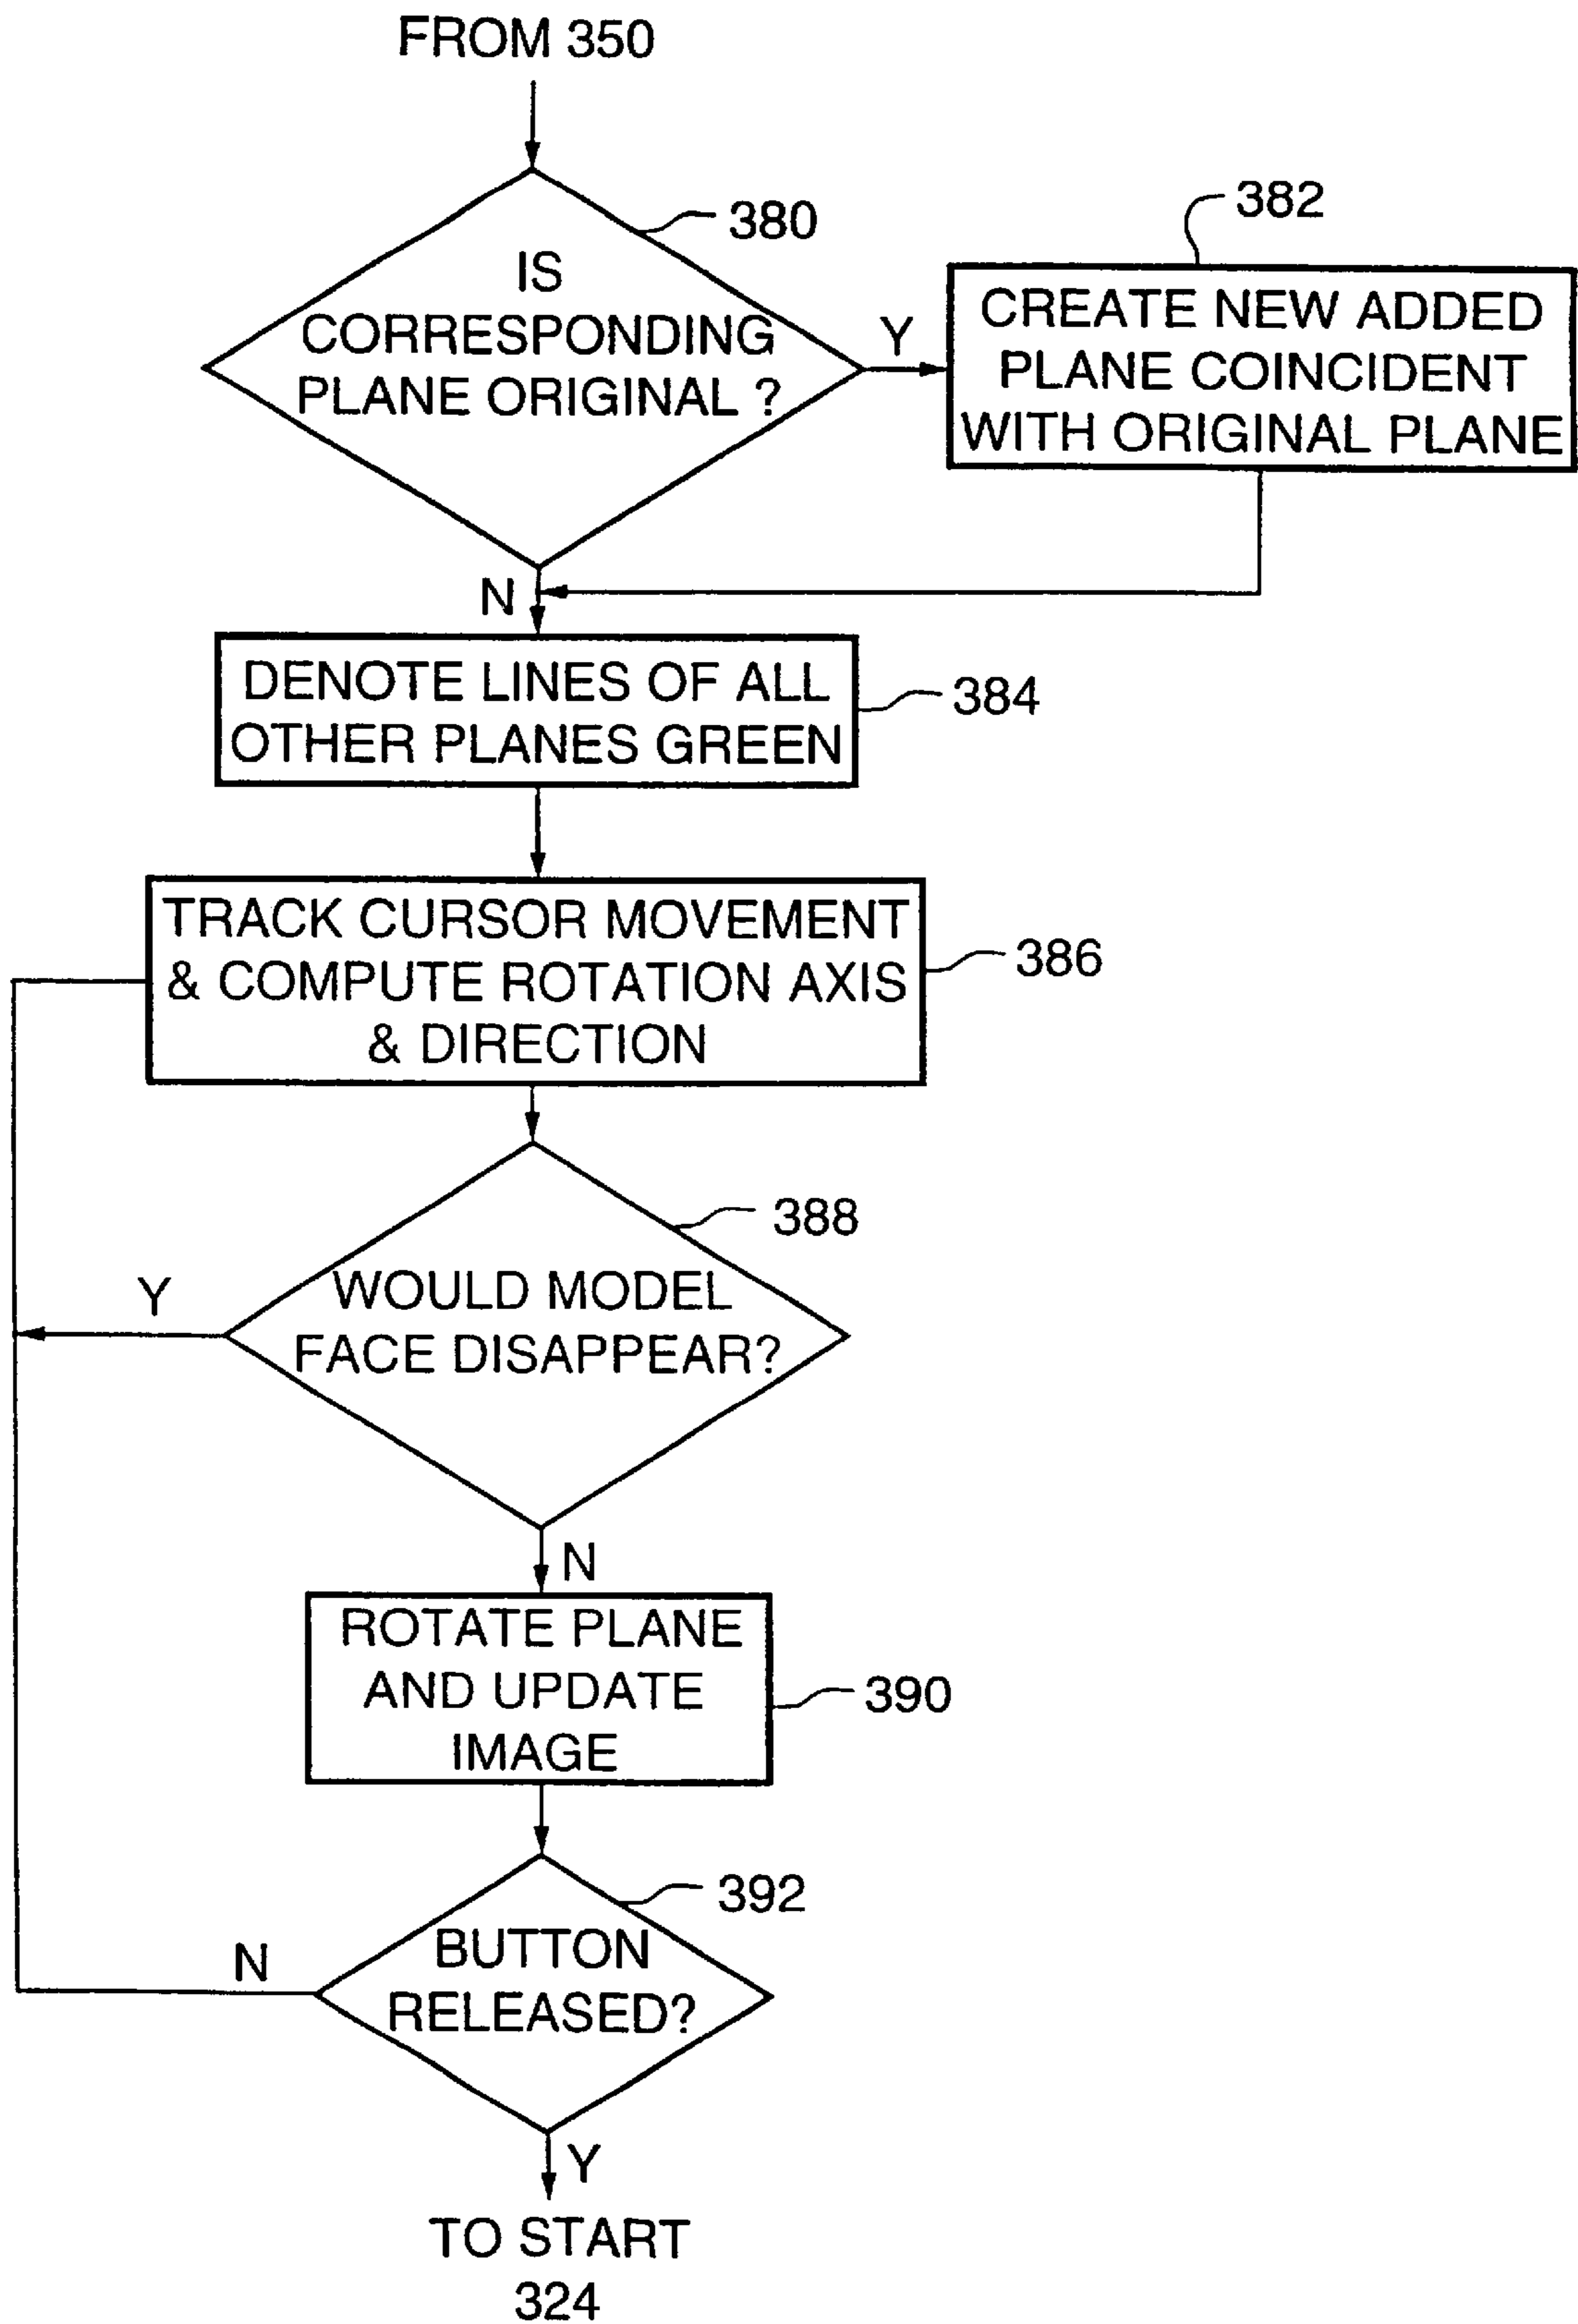 FROM 350
380
IS
CORRESPONDING
PLANE ORIGINAL ?
Y
382
CREATE NEW ADDED
PLANE COINCIDENT
WITH ORIGINAL PLANE
N
DENOTE LINES OF ALL
OTHER PLANES GREEN
384
TRACK CURSOR MOVEMENT
& COMPUTE ROTATION AXIS
& DIRECTION
386
388
WOULD MODEL
FACE DISAPPEAR?
Y
N
ROTATE PLANE
AND UPDATE
IMAGE
390
392
BUTTON
RELEASED?
N
Y
TO START
324